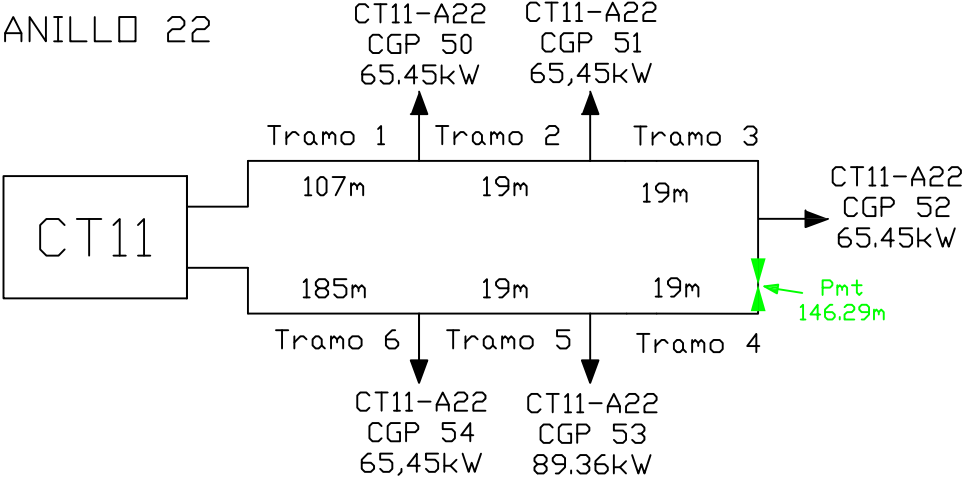 ANILLO 22
CT11-A22
CGP 50
65.45kW
CT11-A22
CGP 51
65,45kW
Tramo 1
Tramo 2
Tramo 3
107m
19m
19m
CT11-A22
CGP 52
65.45kW
CT11
185m
19m
19m
Pmt
146.29m
Tramo 6
Tramo 5
Tramo 4
CT11-A22
CGP 54
65,45kW
CT11-A22
CGP 53
89.36kW